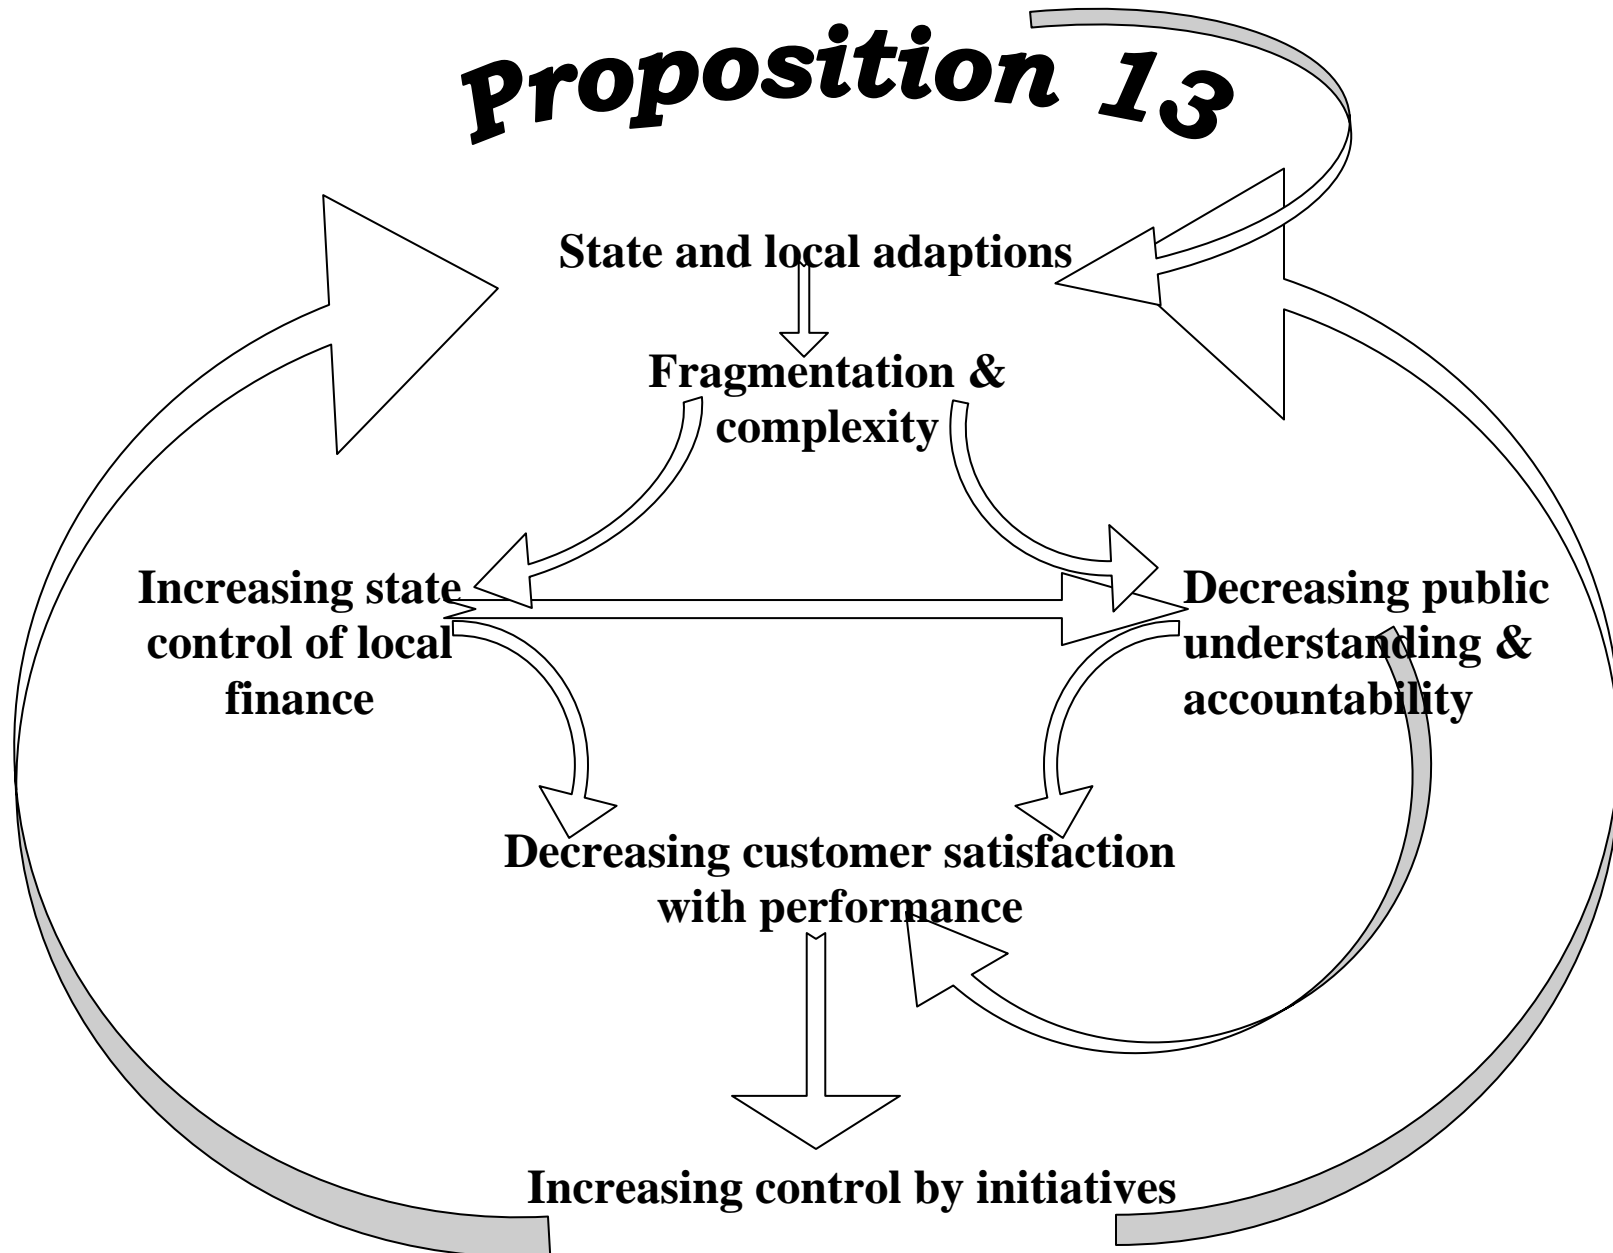 Proposition 13
State and local adaptions
Fragmentation &
complexity
Increasing state
control of local
finance
Decreasing public
understanding &
accountability
Decreasing customer satisfaction
with performance
Increasing control by initiatives